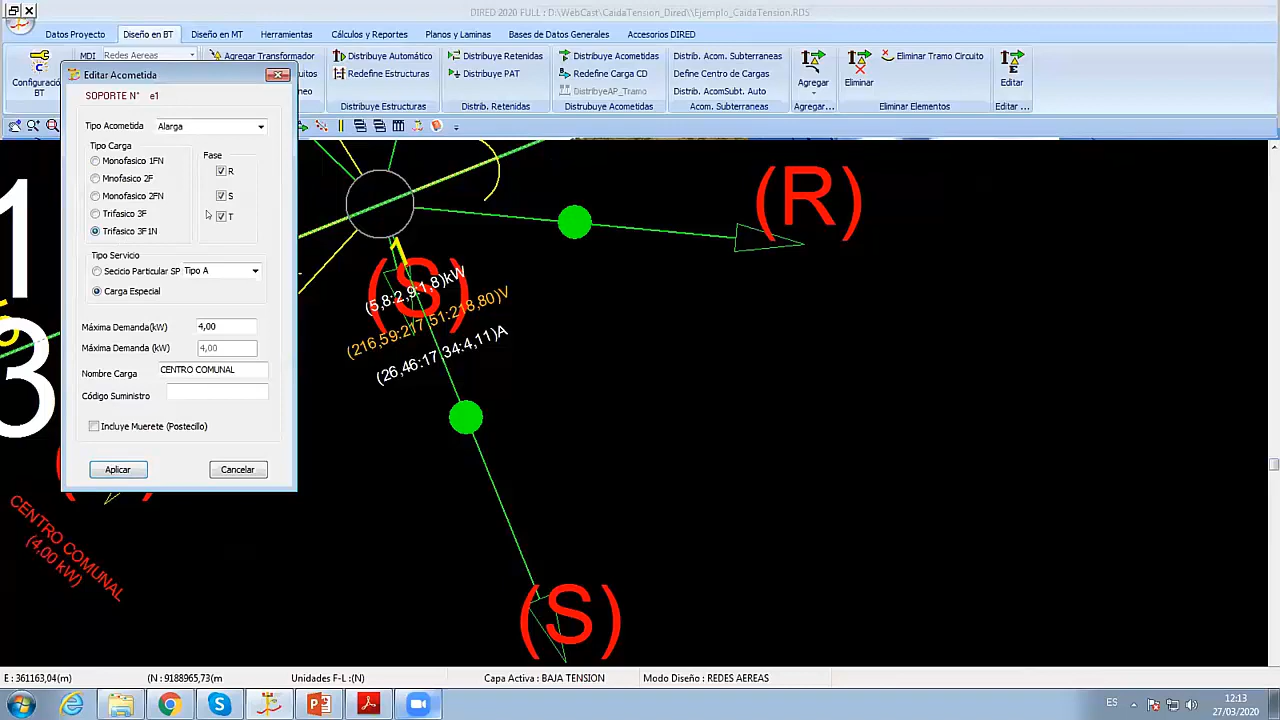 DIRED 2020 FULL : D:\WebCast\CaidaTension_Dired\\Ejemplo_CaidaTension.RDS
Datos Proyecto
Diseño en BT
Diseño en MT
Herramientas
Cálculos y Reportes
Planos y Laminas
Bases de Datos Generales
Accesorios DIRED
Configuració
BT
MDI
Redes Aereas
Agregar Transformador
Distribuye Automático
Redefine Estructuras
Distribuye Estructuras
Distribuye Retenidas
Distribuye PAT
Distrib. Retenidas
Distribuye Acometidas
Redefine Carga CD
DistribyeAP_Tramo
Distrubuye Acometidas
Distrib. Acom. Subterraneas
Define Centro de Cargas
Distrib. AcomSubt. Auto
Acom. Subterraneas
Agregar
Agregar...
Eliminar
Eliminar Tramo Circuito
Eliminar Elementos
Editar
Editar ...
Editar Acometida
SOPORTE N° e1
Tipo Acometida
Alarga
Tipo Carga
Monofasico 1FN
Mnofasico 2F
Monofasico 2FN
Trifasico 3F
Trifasico 3F1N
Fase
R
S
T
Tipo Servicio
Secicio Particular SP
Tipo A
Carga Especial
Máxima Demanda(kW)
4,00
Máxima Demanda (kW)
4,00
Nombre Carga
CENTRO COMUNAL
Código Suministro
Incluye Muerete (Postecillo)
Aplicar
Cancelar
1
3
(R)
(S)
(5,8:2,9:1,8)kW
(216,59:217,51:218,80)V
(26,46:17,34:4,11)A
(S)
CENTRO COMUNAL
(4,00 kW)
E : 361163,04(m)
(N : 9188965,73(m
Unidades F-L :(N)
Capa Activa : BAJA TENSION
Modo Diseño : REDES AEREAS
ES
12:13
27/03/2020